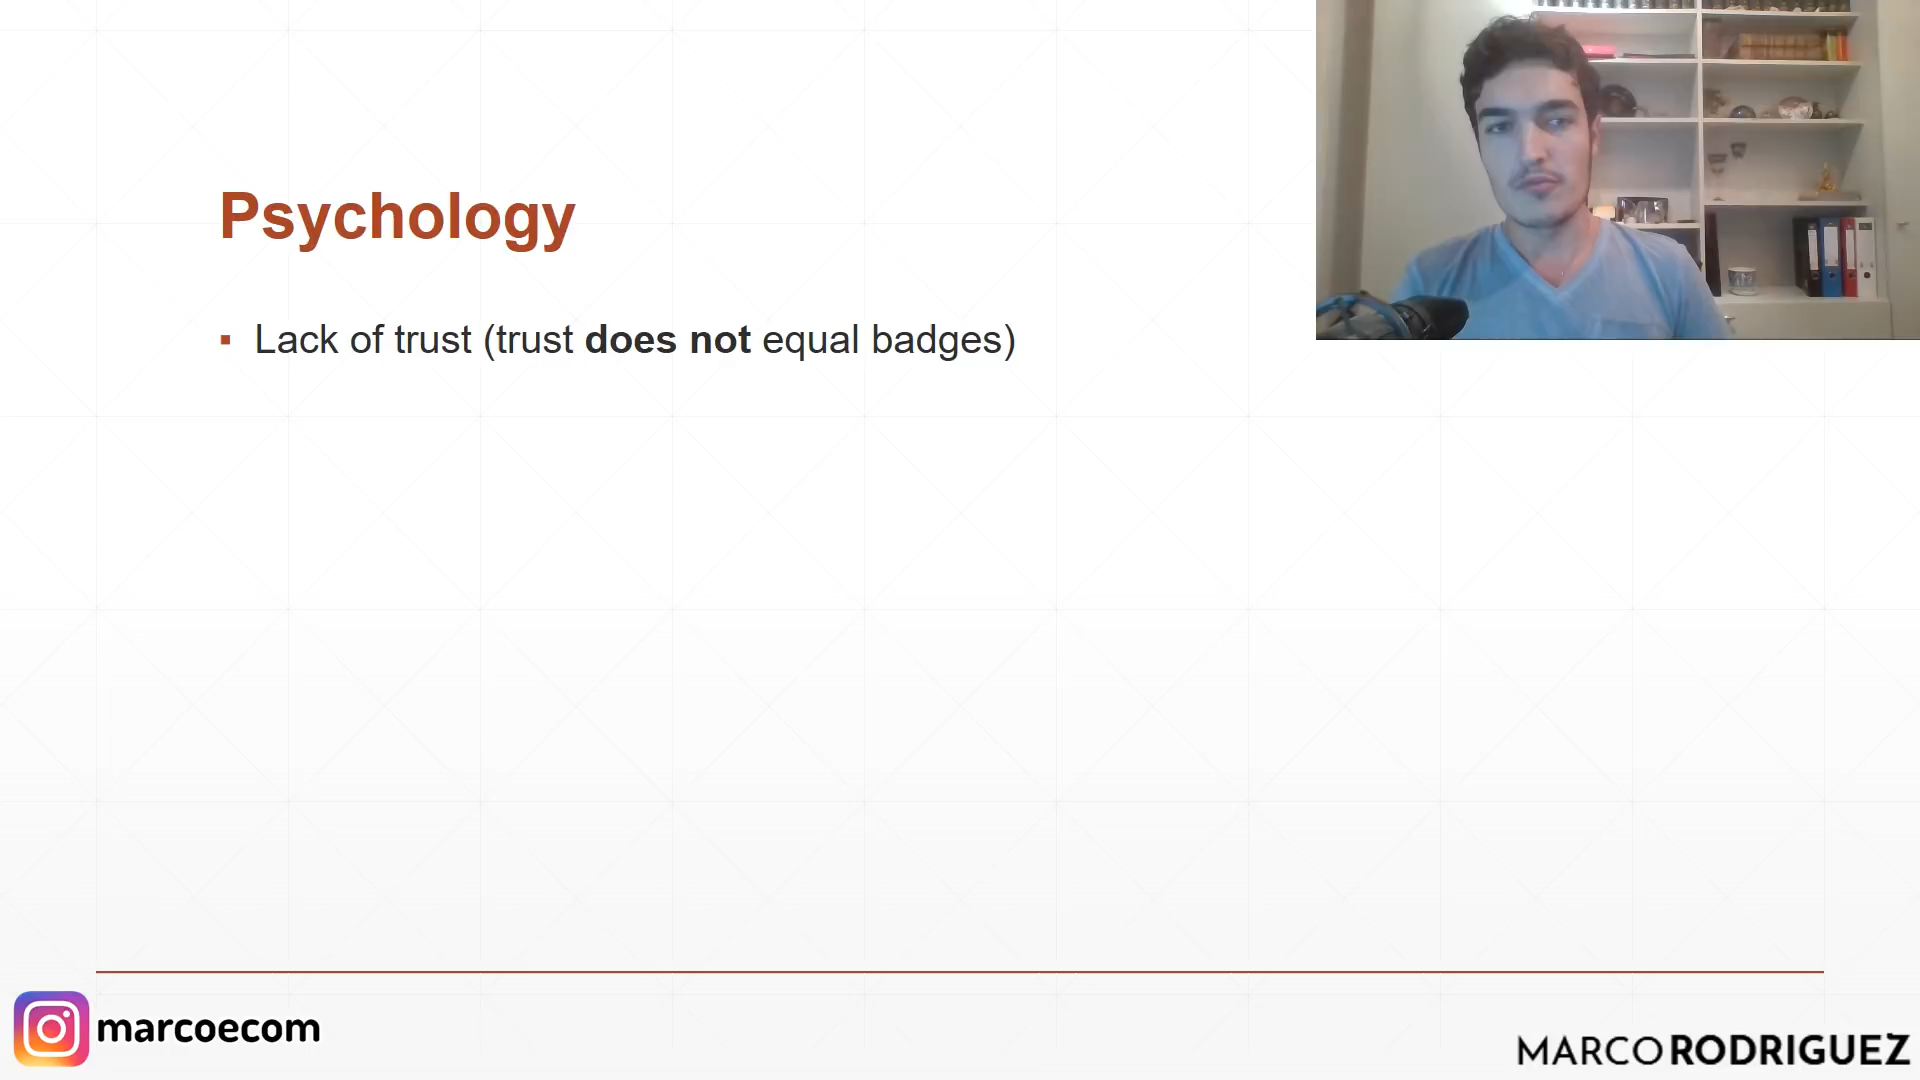 Psychology
▪ Lack of trust (trust does not equal badges)
marcoecom
MARCO RODRIGUEZ